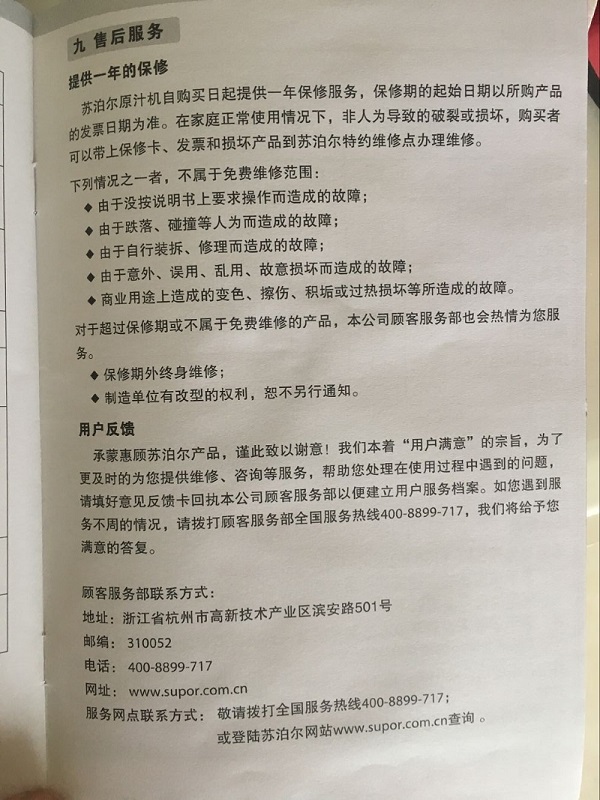 九 售后服务
提供一年的保修
苏泊尔原汁机自购买日起提供一年保修服务，保修期的起始日期以所购产品
的发票日期为准。在家庭正常使用情况下，非人为导致的破裂或损坏，购买者
可以带上保修卡、发票和损坏产品到苏泊尔特约维修点办理维修。
下列情况之一者，不属于免费维修范围：
◆ 由于没按说明书上要求操作而造成的故障；
◆ 由于跌落、碰撞等人为而造成的故障；
◆ 由于自行装拆、修理而造成的故障；
◆ 由于意外、误用、乱用、故意损坏而造成的故障；
◆ 商业用途上造成的变色、擦伤、积垢或过热损坏等所造成的故障。
对于超过保修期或不属于免费维修的产品，本公司顾客服务部也会热情为您服
务。
◆ 保修期外终身维修；
◆ 制造单位有改型的权利，恕不另行通知。
用户反馈
承蒙惠顾苏泊尔产品，谨此致以谢意！我们本着“用户满意”的宗旨，为了
更及时的为您提供维修、咨询等服务，帮助您处理在使用过程中遇到的问题，
请填好意见反馈卡回执本公司顾客服务部以便建立用户服务档案。如您遇到服
务不周的情况，请拨打顾客服务部全国服务热线400-8899-717，我们将给予您
满意的答复。
顾客服务部联系方式：
地址：浙江省杭州市高新技术产业区滨安路501号
邮编： 310052
电话： 400-8899-717
网址： www.supor.com.cn
服务网点联系方式： 敬请拨打全国服务热线400-8899-717；
或登陆苏泊尔网站www.supor.com.cn查询 。